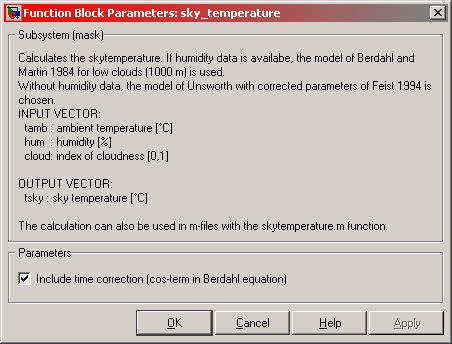 Function Block Parameters: sky_temperature
Subsystem (mask)
Calculates the skytemperature. If humidity data is availabe, the model of Berdahl and
Martin 1984 for low clouds (1000 m) is used.
Without humidity data, the model of Unsworth with corrected parameters of Feist 1994 is
chosen.
INPUT VECTOR:
tamb : ambient temperature [°C]
hum : humidity [%]
cloud: index of cloudness [0,1]
OUTPUT VECTOR:
tsky : sky temperature [°C]
The calculation can also be used in m-files with the skytemperature.m function.
Parameters
Include time correction (cos-term in Berdahl equation)
OK Cancel Help Apply